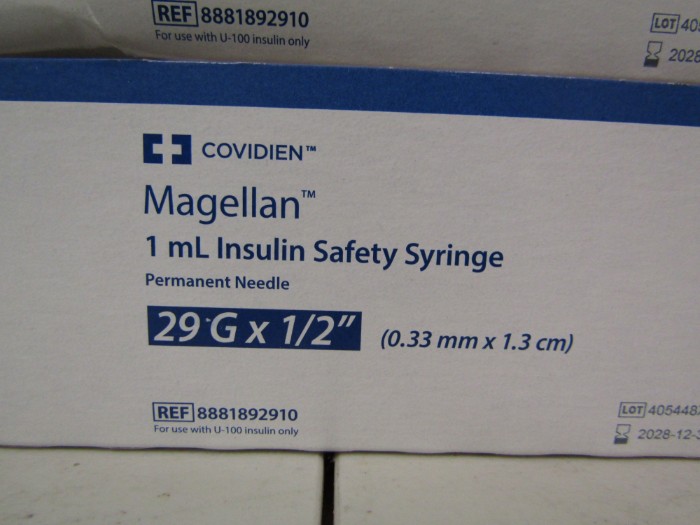 REF 8881892910
For use with U-100 insulin only
LOT
2028
COVIDIEN™
Magellan™
1 mL Insulin Safety Syringe
Permanent Needle
29 G x 1/2"
(0.33 mm x 1.3 cm)
REF 8881892910
For use with U-100 insulin only
LOT 405448
2028-12-